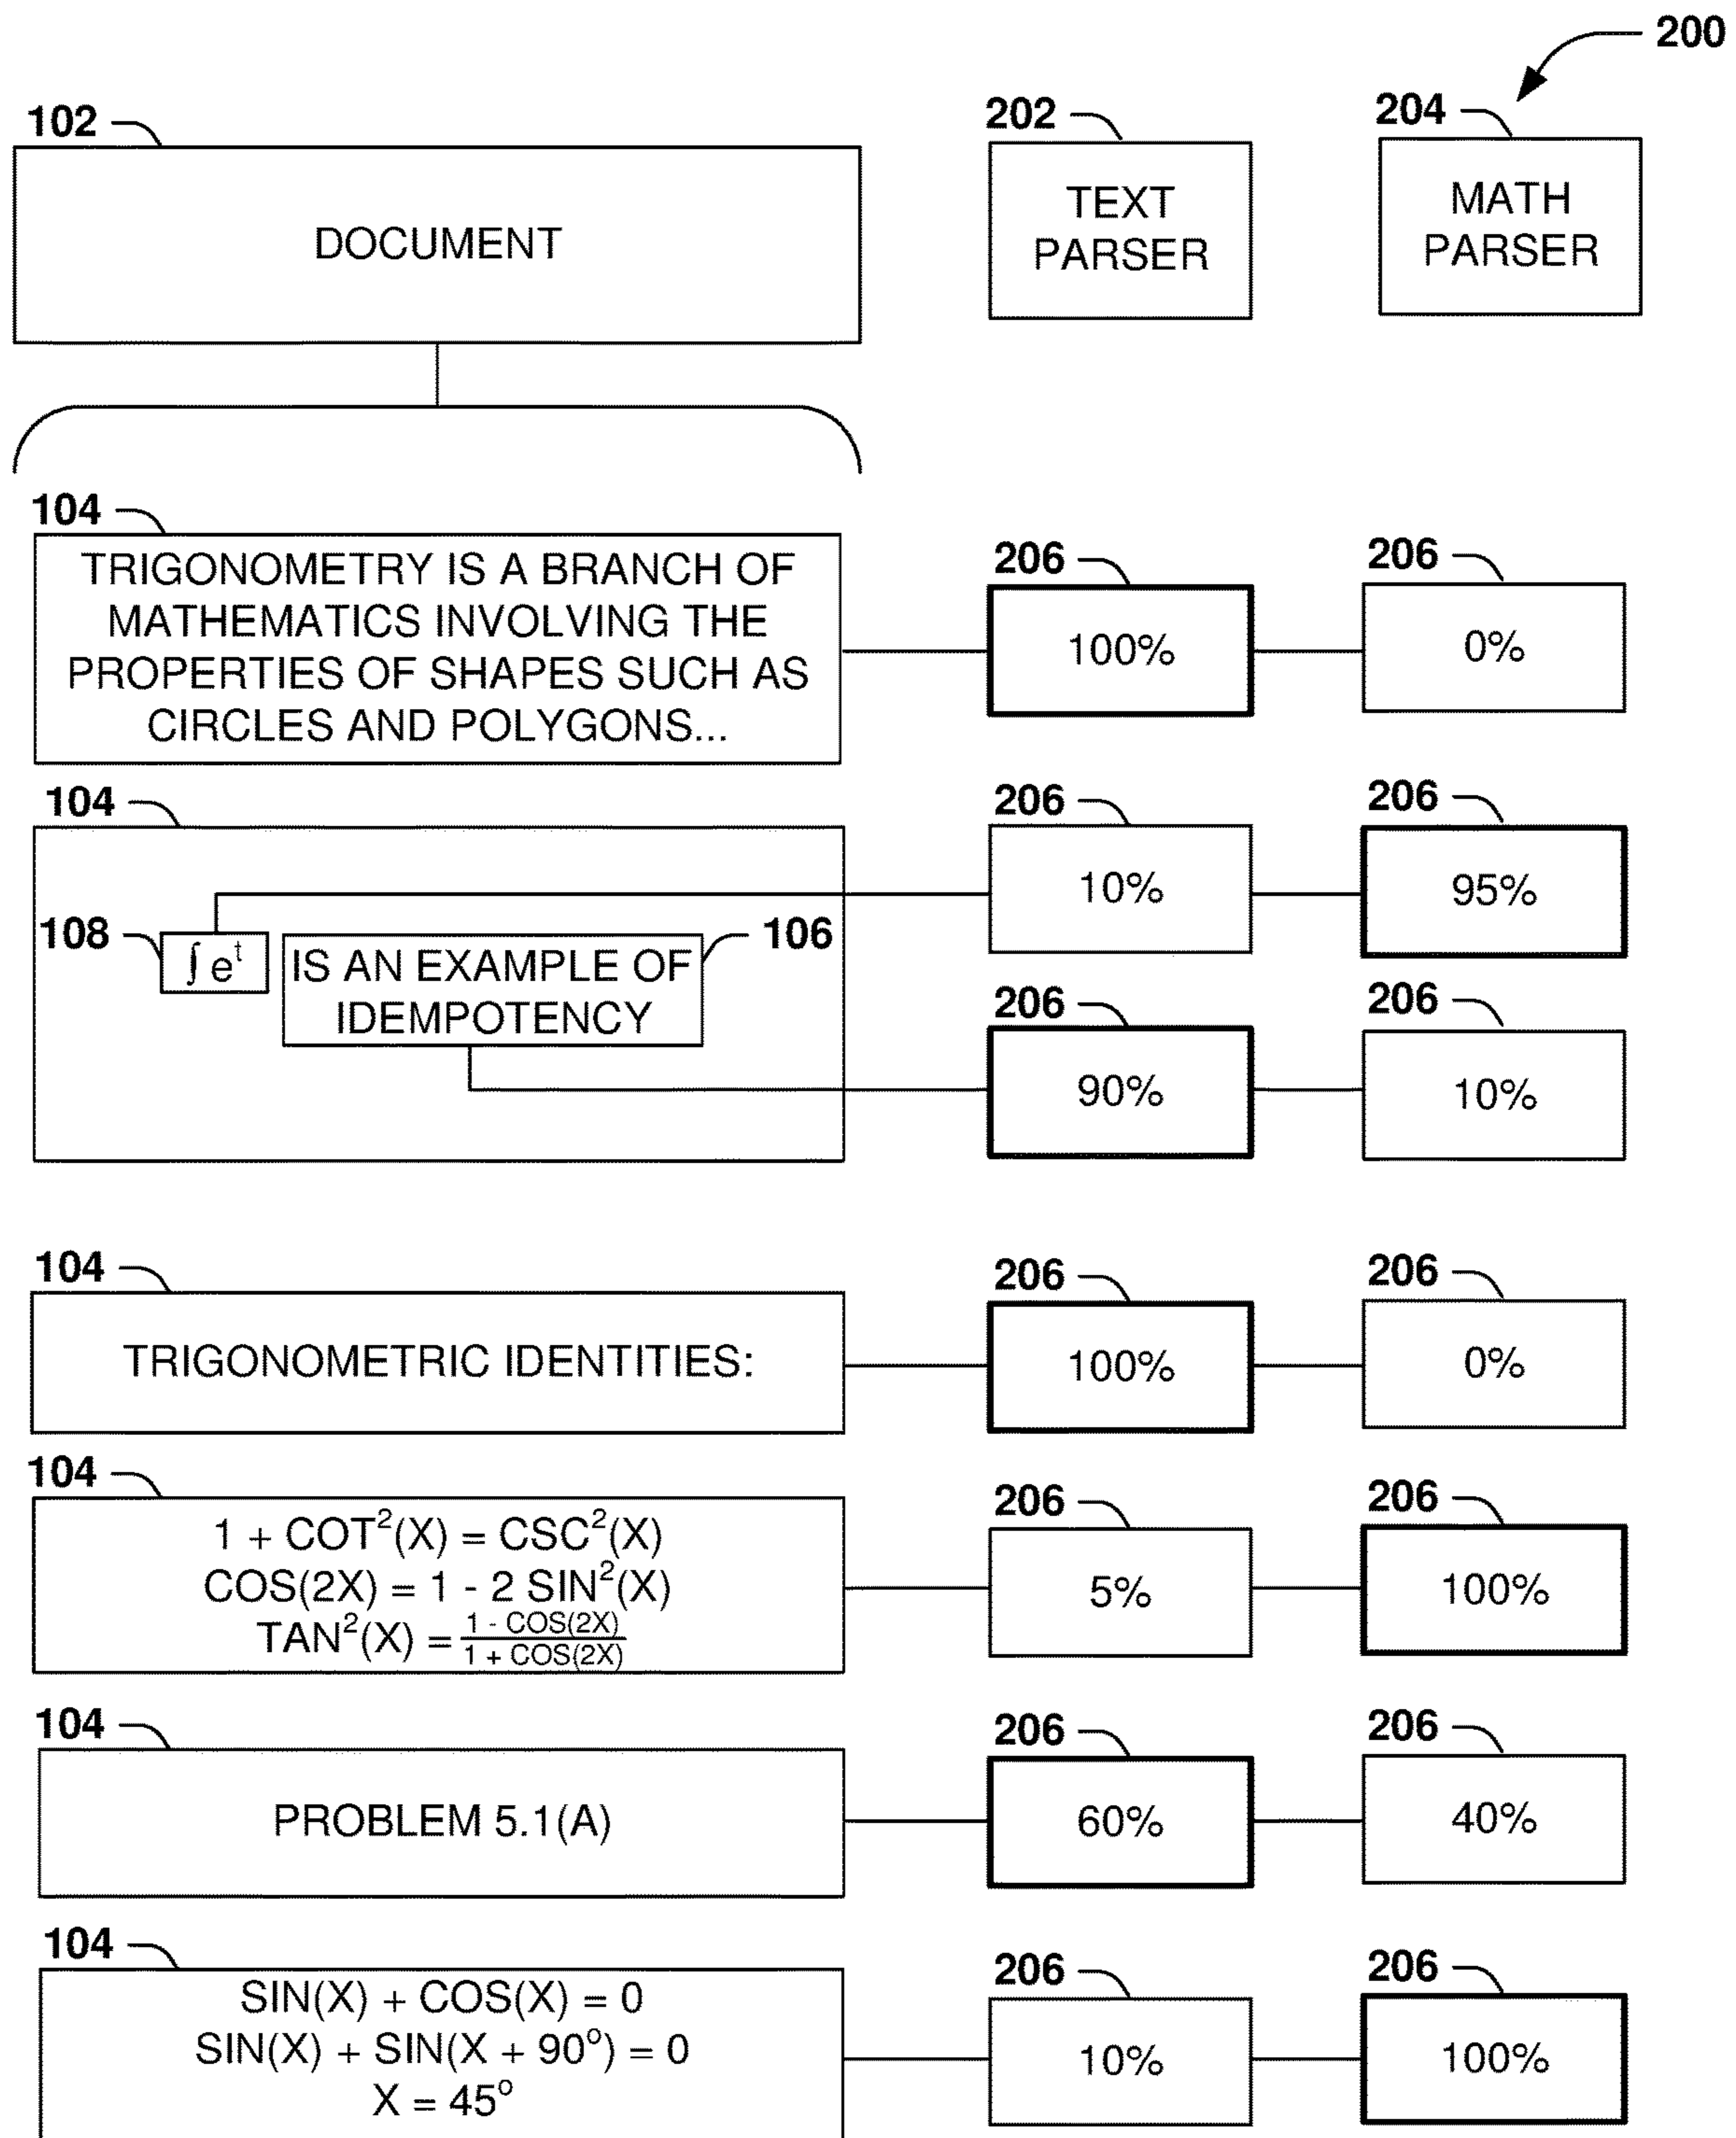 200
102
202
204
DOCUMENT
TEXT
PARSER
MATH
PARSER
104
TRIGONOMETRY IS A BRANCH OF
MATHEMATICS INVOLVING THE
PROPERTIES OF SHAPES SUCH AS
CIRCLES AND POLYGONS...
206
100%
206
0%
104
206
10%
206
95%
108
∫ eᵗ
IS AN EXAMPLE OF
IDEMPOTENCY
106
206
90%
206
10%
104
TRIGONOMETRIC IDENTITIES:
206
100%
206
0%
104
1 + COT²(X) = CSC²(X)
COS(2X) = 1 - 2 SIN²(X)
TAN²(X) = 1 - COS(2X) / 1 + COS(2X)
206
5%
206
100%
104
PROBLEM 5.1(A)
206
60%
206
40%
104
SIN(X) + COS(X) = 0
SIN(X) + SIN(X + 90°) = 0
X = 45°
206
10%
206
100%